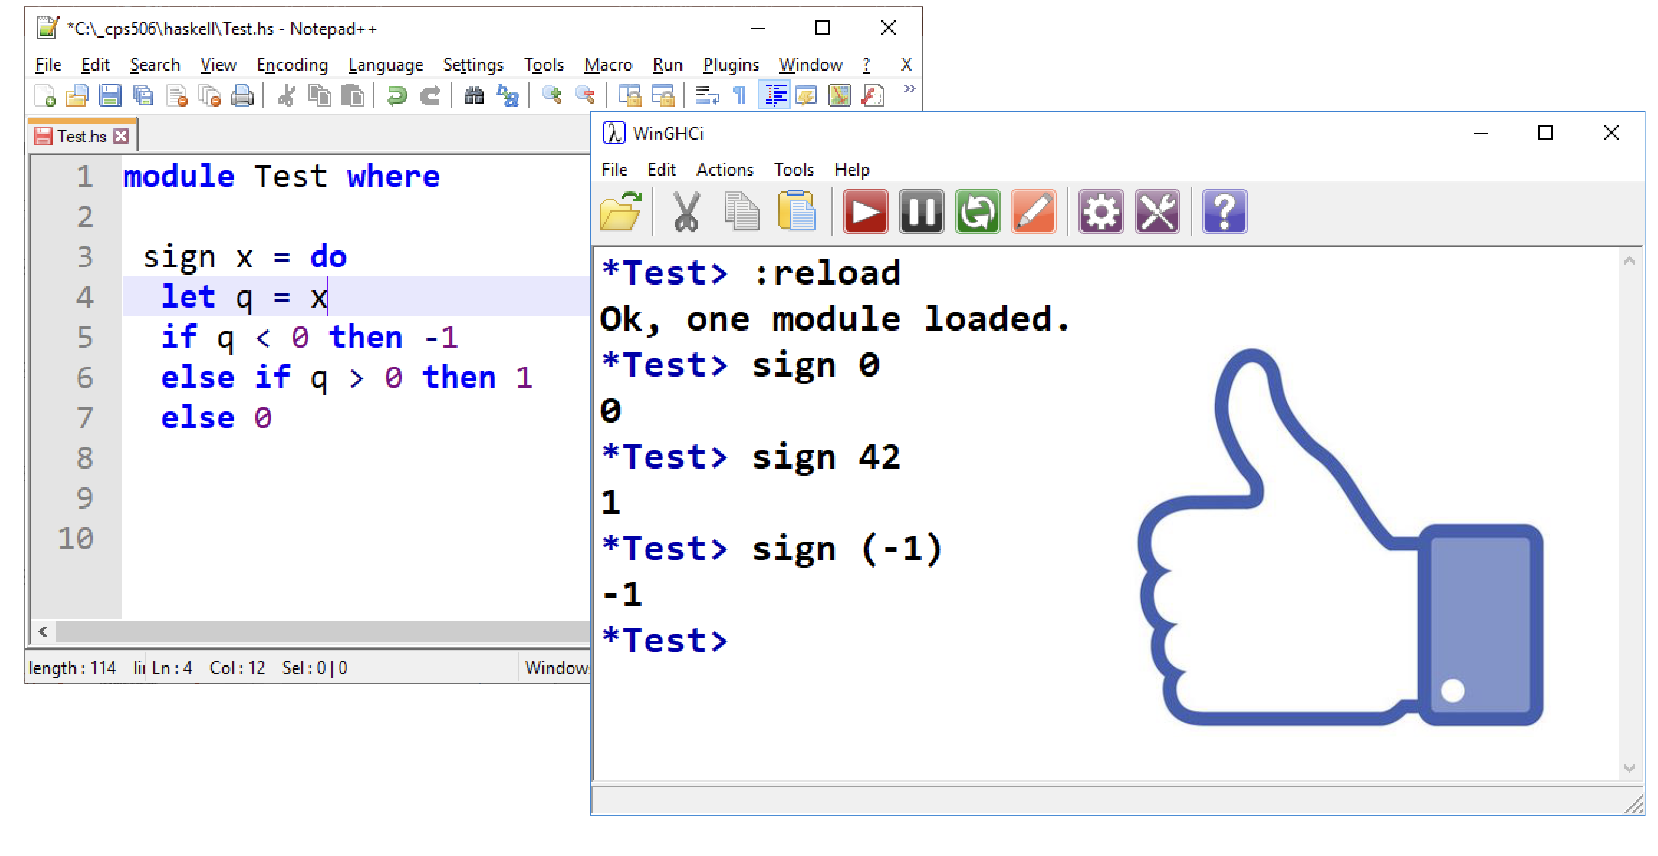 *C:\_cps506\haskell\Test.hs - Notepad++
File Edit Search View Encoding Language Settings Tools Macro Run Plugins Window ? X
Test.hs
1 module Test where
2
3 sign x = do
4 let q = x
5 if q < 0 then -1
6 else if q > 0 then 1
7 else 0
8
9
10
length : 114 Ln : 4 Col : 12 Sel : 0 | 0 Window
WinGHCi
File Edit Actions Tools Help
*Test> :reload
Ok, one module loaded.
*Test> sign 0
0
*Test> sign 42
1
*Test> sign (-1)
-1
*Test>